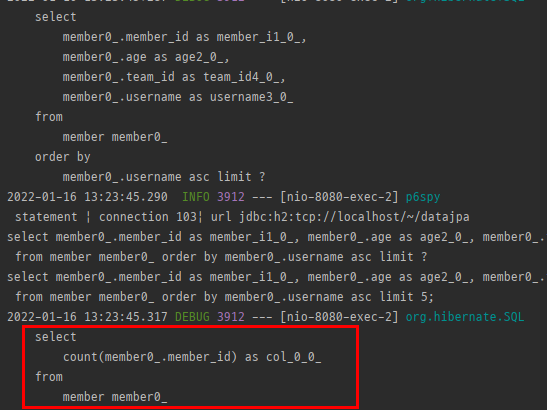 2022-01-16 13:23:45.287 DEBUG 3912 --- [nio-8080-exec-2] org.hibernate.SQL
select
member0_.member_id as member_i1_0_,
member0_.age as age2_0_,
member0_.team_id as team_id4_0_,
member0_.username as username3_0_
from
member member0_
order by
member0_.username asc limit ?
2022-01-16 13:23:45.290 INFO 3912 --- [nio-8080-exec-2] p6spy
statement ¦ connection 103¦ url jdbc:h2:tcp://localhost/~/datajpa
select member0_.member_id as member_i1_0_, member0_.age as age2_0_, member0_.
from member member0_ order by member0_.username asc limit ?
select member0_.member_id as member_i1_0_, member0_.age as age2_0_, member0_.
from member member0_ order by member0_.username asc limit 5;
2022-01-16 13:23:45.317 DEBUG 3912 --- [nio-8080-exec-2] org.hibernate.SQL
select
count(member0_.member_id) as col_0_0_
from
member member0_